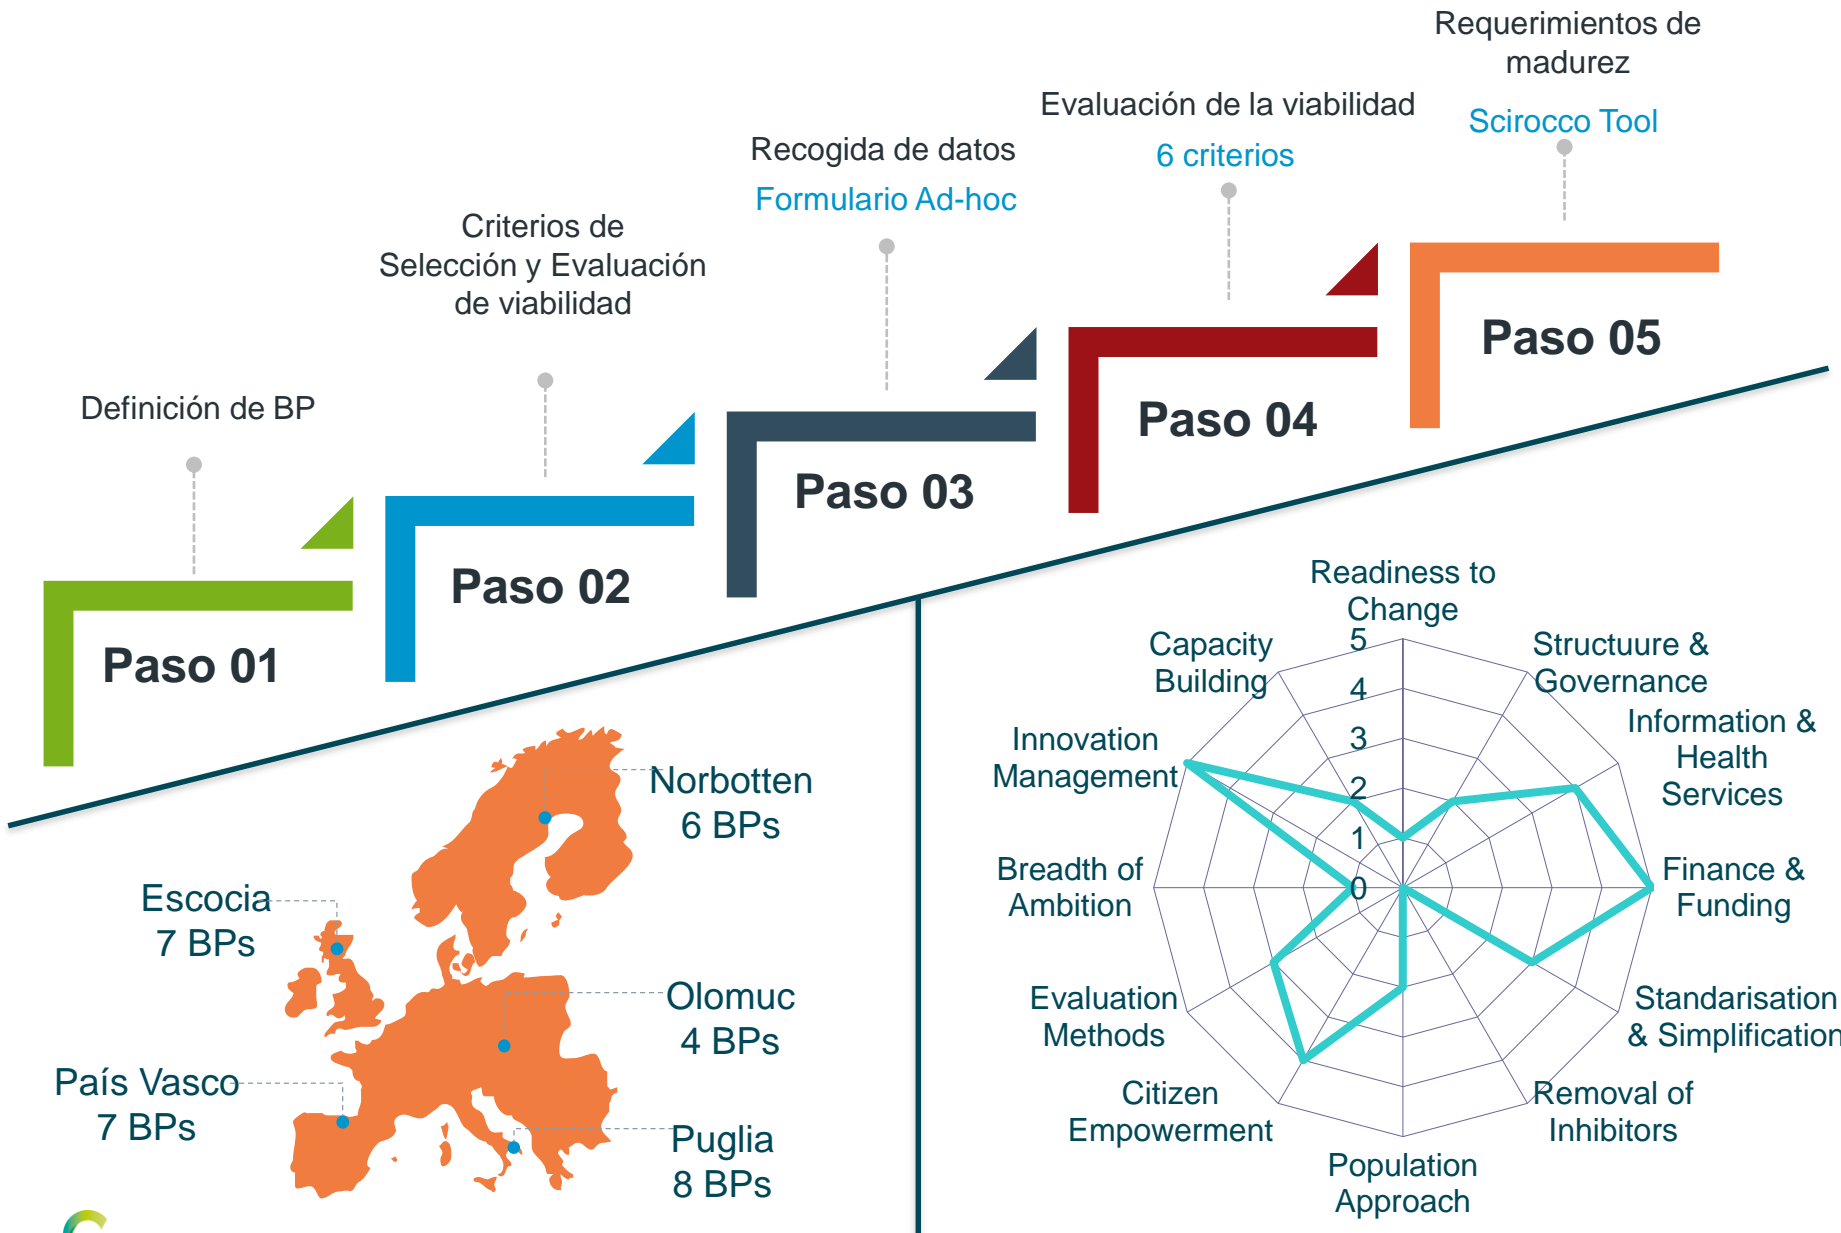 Definición de BP
Paso 01
Criterios de
Selección y Evaluación
de viabilidad
Paso 02
Recogida de datos
Formulario Ad-hoc
Paso 03
Evaluación de la viabilidad
6 criterios
Paso 04
Requerimientos de
madurez
Scirocco Tool
Paso 05
Norbotten
6 BPs
Escocia
7 BPs
Olomuc
4 BPs
País Vasco
7 BPs
Puglia
8 BPs
Readiness to
Change
Structuure &
Governance
Information &
Health
Services
Finance &
Funding
Standarisation
& Simplification
Removal of
Inhibitors
Population
Approach
Citizen
Empowerment
Evaluation
Methods
Breadth of
Ambition
Innovation
Management
Capacity
Building
5
4
3
2
1
0